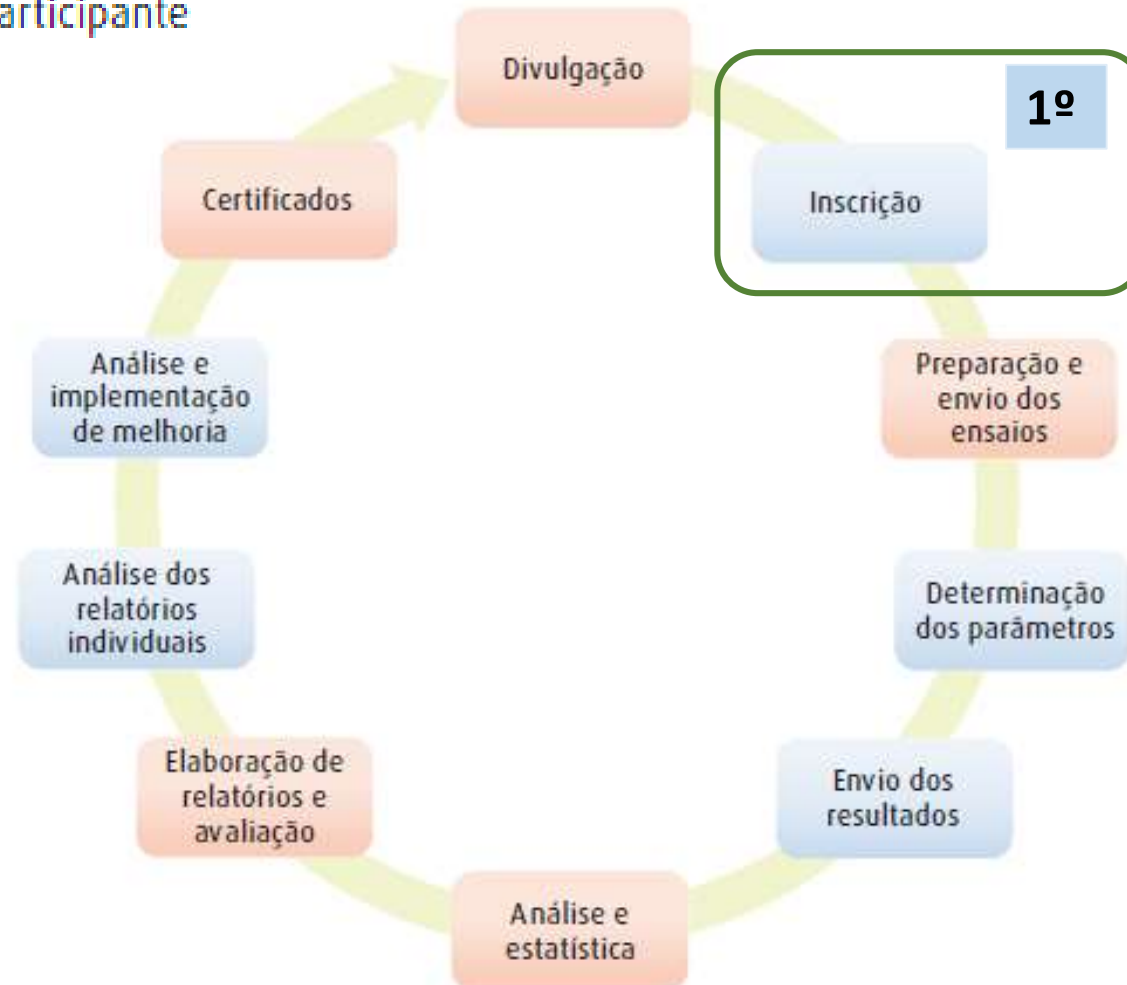 articipante
Divulgação
1º
Inscrição
Preparação e
envio dos
ensaios
Determinação
dos parâmetros
Envio dos
resultados
Análise e
estatística
Elaboração de
relatórios e
avaliação
Análise dos
relatórios
individuais
Análise e
implementação
de melhoria
Certificados